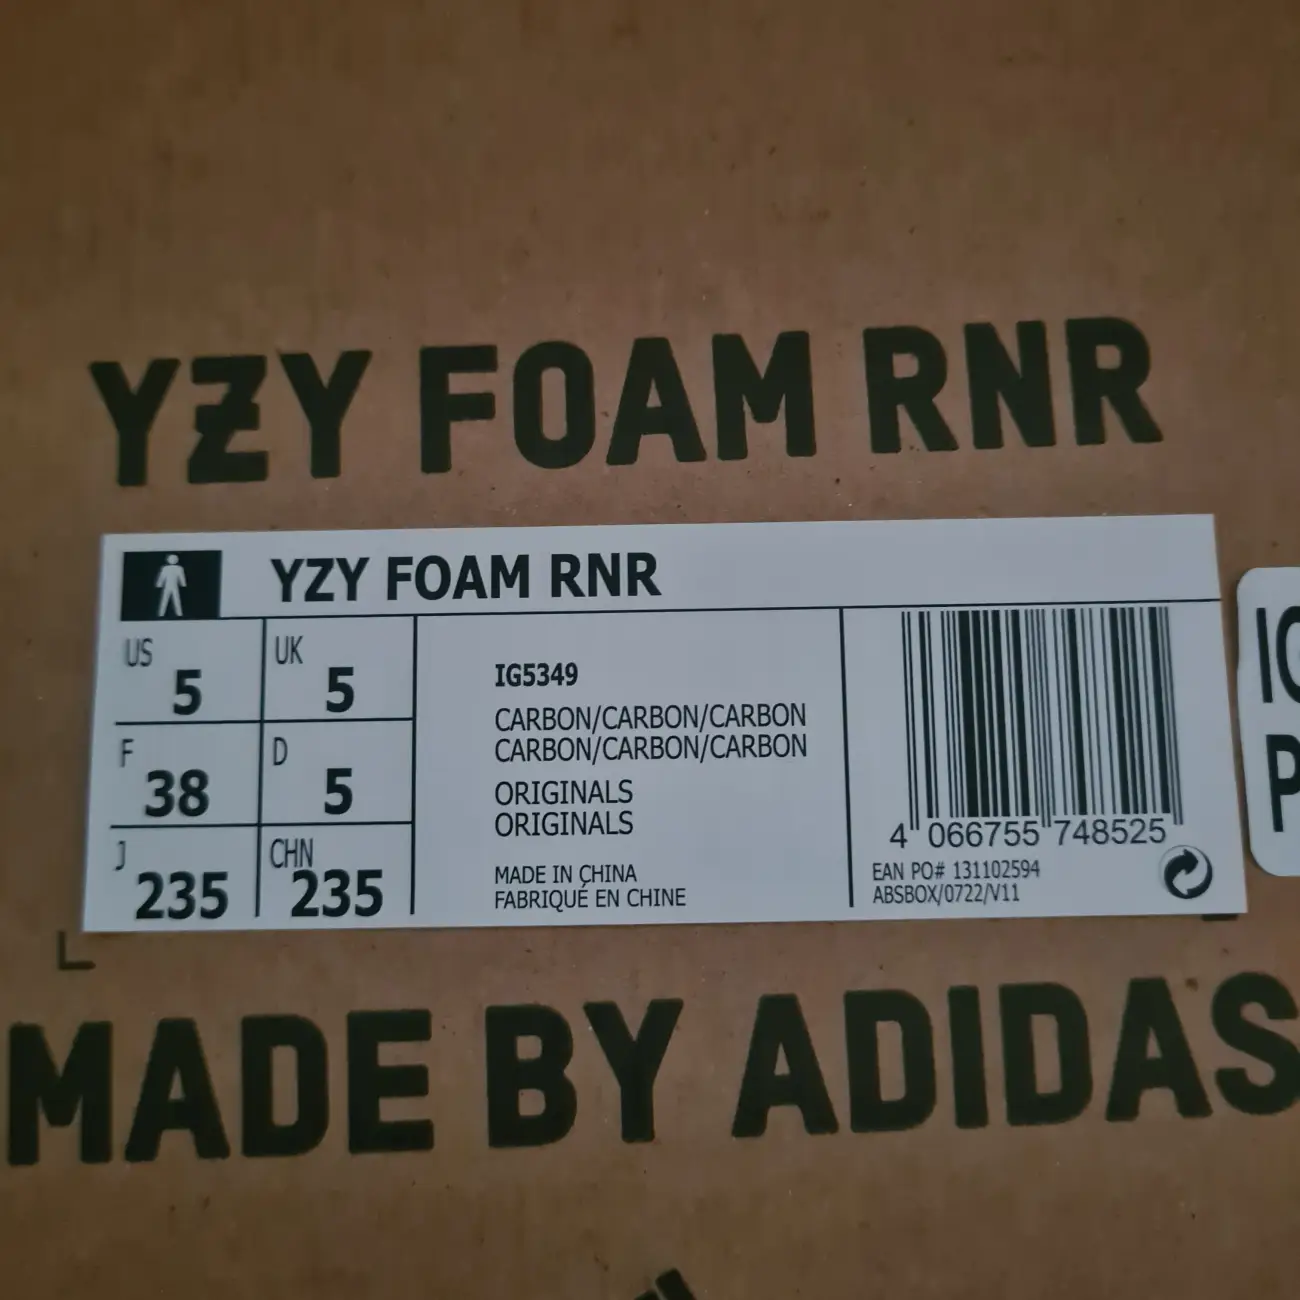 YZY FOAM RNR
YZY FOAM RNR
US 5
UK 5
F 38
D 5
J 235
CHN 235
IG5349
CARBON/CARBON/CARBON
CARBON/CARBON/CARBON
ORIGINALS
ORIGINALS
MADE IN CHINA
FABRIQUÉ EN CHINE
4 066755 748525
EAN PO# 131102594
ABSBOX/0722/V11
MADE BY ADIDAS